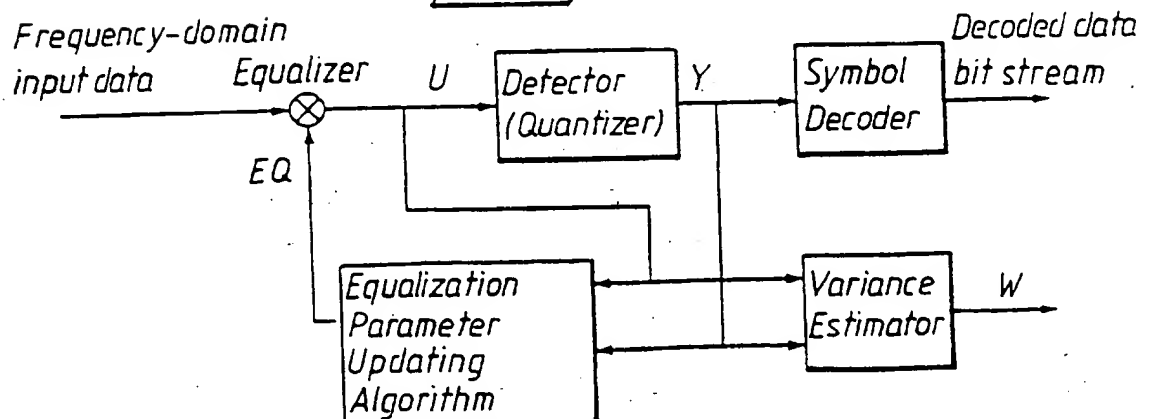 Frequency-domain
input data
Equalizer
U
Detector
(Quantizer)
Y
Symbol
Decoder
Decoded data
bit stream
EQ
Equalization
Parameter
Updating
Algorithm
Variance
Estimator
W